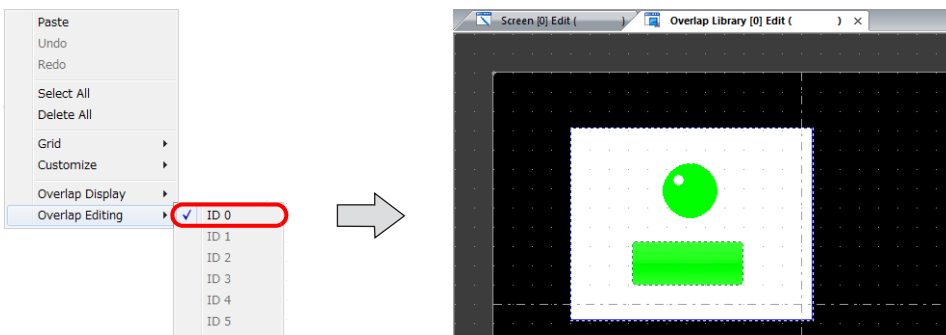 Paste
Undo
Redo
Select All
Delete All
Grid
Customize
Overlap Display
Overlap Editing
ID 0
ID 1
ID 2
ID 3
ID 4
ID 5
Screen [0] Edit ( )
Overlap Library [0] Edit ( )